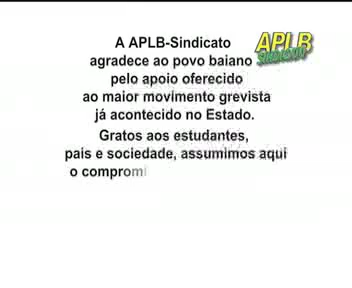 A APLB-Sindicato
agradece ao povo baiano
pelo apoio oferecido
ao maior movimento grevista
já acontecido no Estado.
Gratos aos estudantes,
pais e sociedade, assumimos aqui
o compromi
APLB
SINDICATO